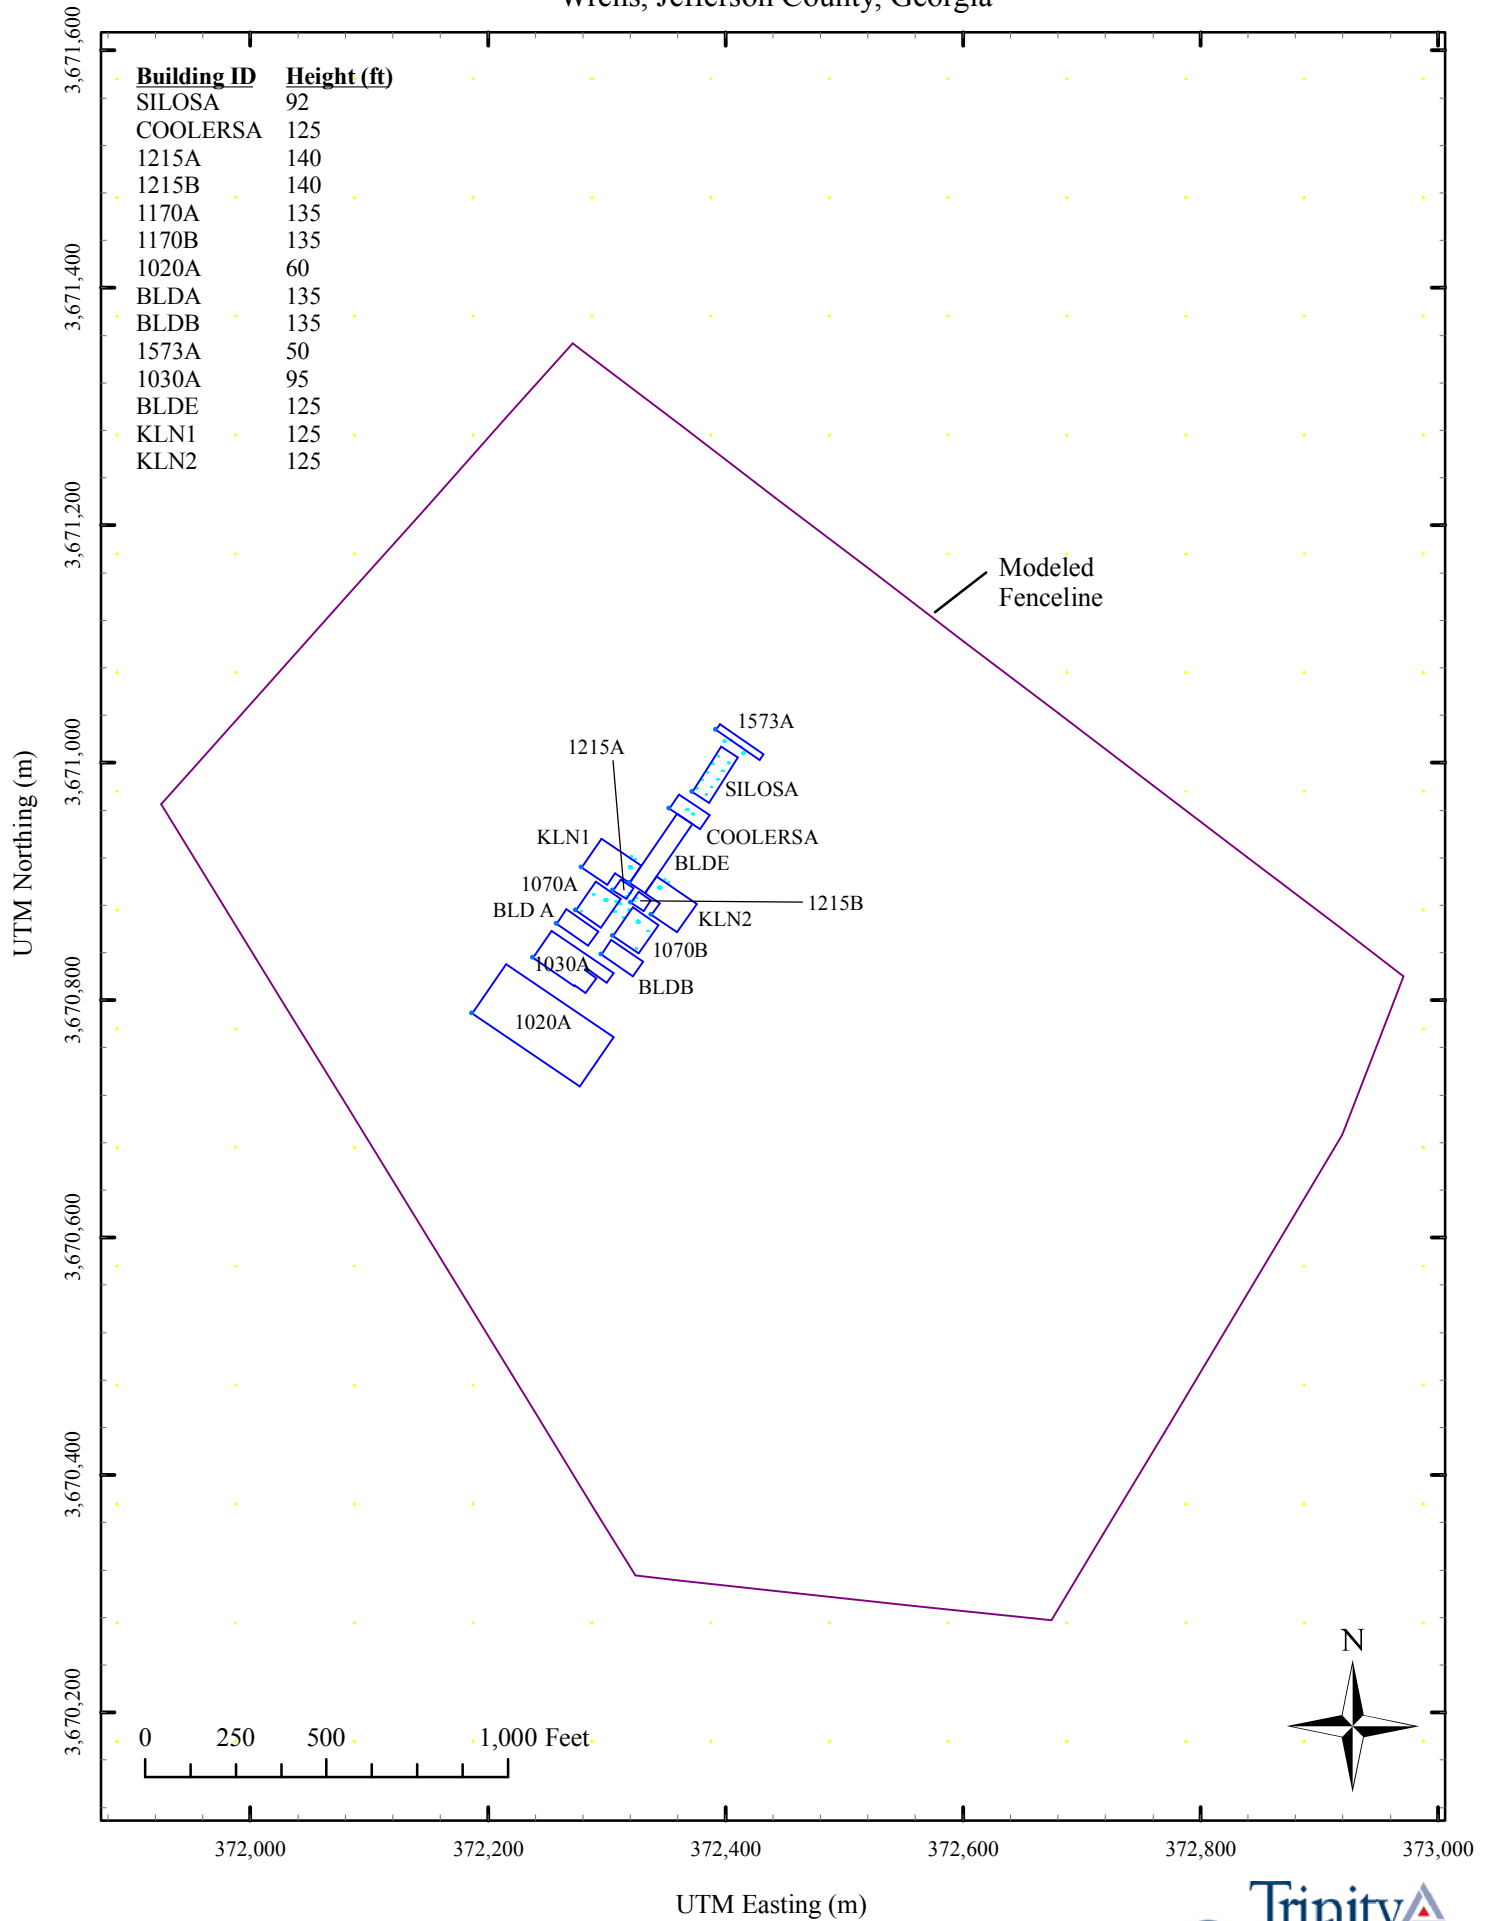 Wrens, Jefferson County, Georgia
Building ID Height (ft)
SILOSA 92
COOLERSA 125
1215A 140
1215B 140
1170A 135
1170B 135
1020A 60
BLDA 135
BLDB 135
1573A 50
1030A 95
BLDE 125
KLN1 125
KLN2 125
3,671,600
3,671,400
3,671,200
3,671,000
3,670,800
3,670,600
3,670,400
3,670,200
UTM Northing (m)
Modeled
Fenceline
1573A
1215A
SILOSA
KLN1
COOLERSA
BLDE
1070A
1215B
BLD A
KLN2
1070B
1030A
BLDB
1020A
N
0 250 500 1,000 Feet
372,000 372,200 372,400 372,600 372,800 373,000
UTM Easting (m)
Trinity